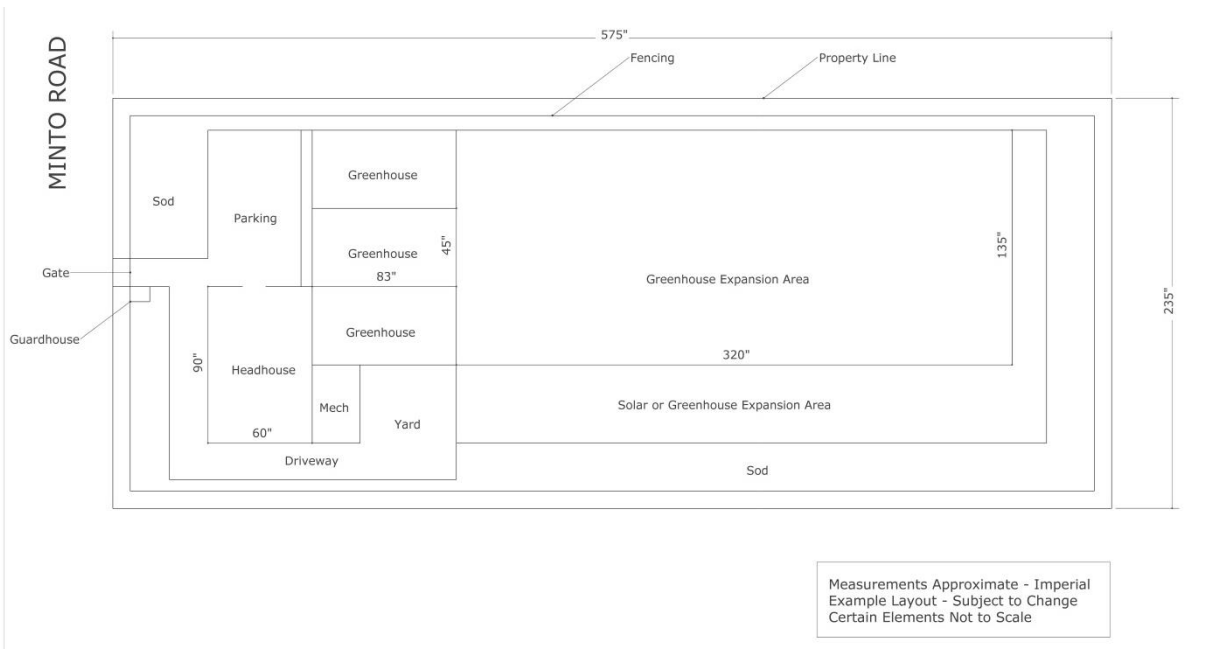 MINTO ROAD
575"
Fencing
Property Line
Sod
Parking
Greenhouse
Greenhouse
83"
45"
Greenhouse Expansion Area
135"
235"
Gate
Guardhouse
Greenhouse
320"
90"
Headhouse
Mech
Yard
Solar or Greenhouse Expansion Area
60"
Driveway
Sod
Measurements Approximate - Imperial
Example Layout - Subject to Change
Certain Elements Not to Scale